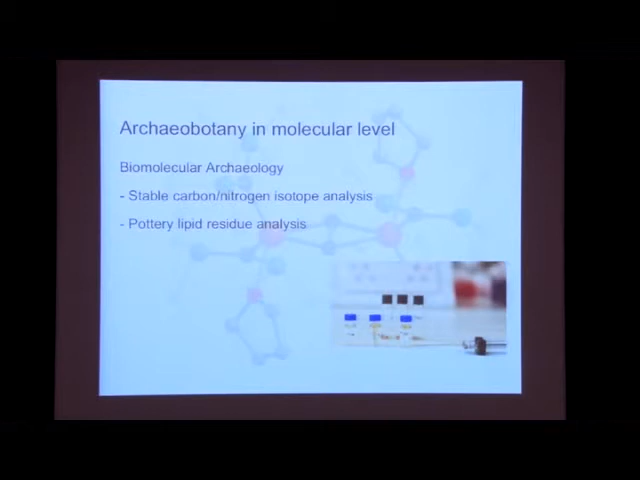 Archaeobotany in molecular level
Biomolecular Archaeology
- Stable carbon/nitrogen isotope analysis
- Pottery lipid residue analysis